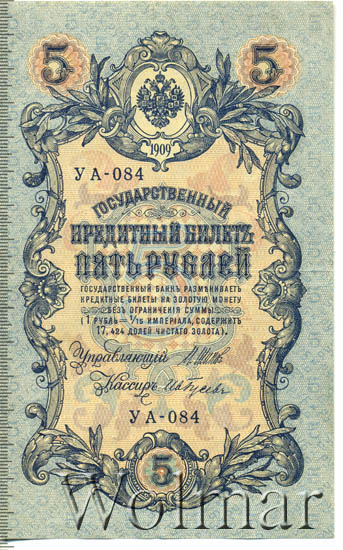 5 5
1909
УА-084
ГОСУДАРСТВЕННЫЙ
КРЕДИТНЫЙ БИЛЕТЪ
ПЯТЬ РУБЛЕЙ
ГОСУДАРСТВЕННЫЙ БАНКЪ РАЗМѢНИВАЕТЪ
КРЕДИТНЫЕ БИЛЕТЫ НА ЗОЛОТУЮ МОНЕТУ
БЕЗЪ ОГРАНИЧЕНІЯ СУММЫ
(1 РУБЛЬ = 1/15 ИМПЕРІАЛА, СОДЕРЖИТЪ
17,424 ДОЛЕЙ ЧИСТАГО ЗОЛОТА).
Управляющій
Кассиръ
УА-084
5
Wolmar